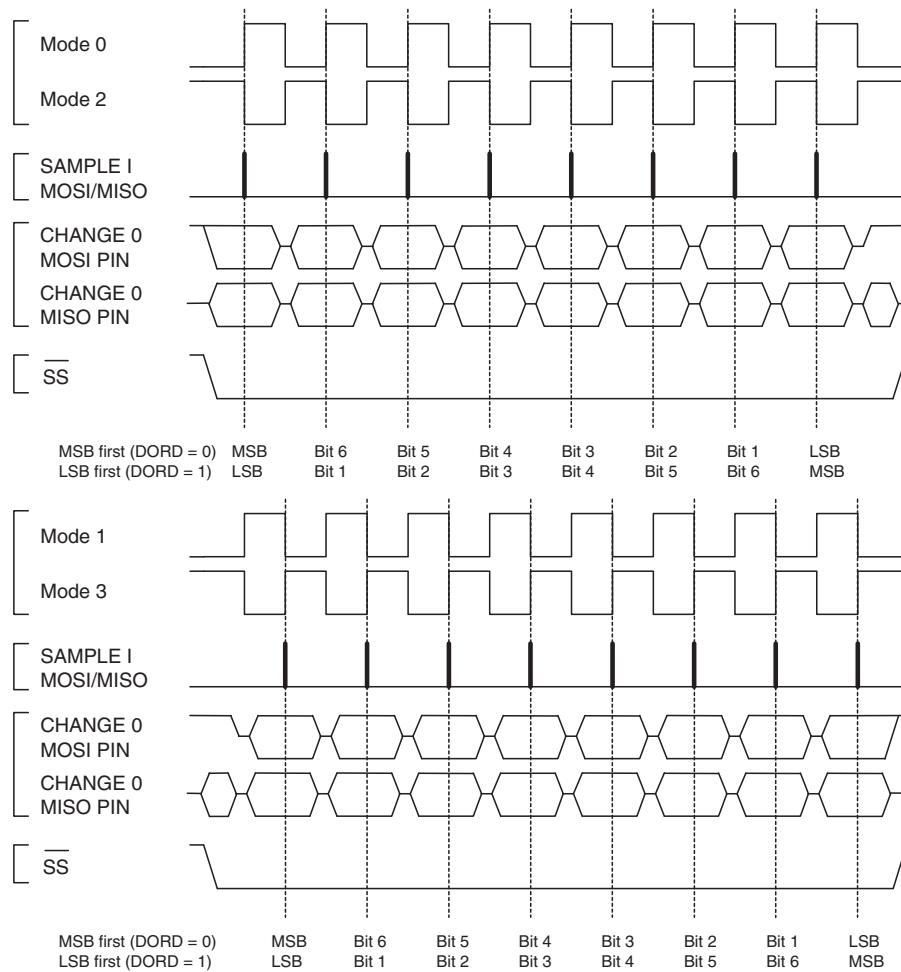 Mode 0
Mode 2
SAMPLE I
MOSI/MISO
CHANGE 0
MOSI PIN
CHANGE 0
MISO PIN
SS
MSB first (DORD = 0) MSB Bit 6 Bit 5 Bit 4 Bit 3 Bit 2 Bit 1 LSB
LSB first (DORD = 1) LSB Bit 1 Bit 2 Bit 3 Bit 4 Bit 5 Bit 6 MSB
Mode 1
Mode 3
SAMPLE I
MOSI/MISO
CHANGE 0
MOSI PIN
CHANGE 0
MISO PIN
SS
MSB first (DORD = 0) MSB Bit 6 Bit 5 Bit 4 Bit 3 Bit 2 Bit 1 LSB
LSB first (DORD = 1) LSB Bit 1 Bit 2 Bit 3 Bit 4 Bit 5 Bit 6 MSB